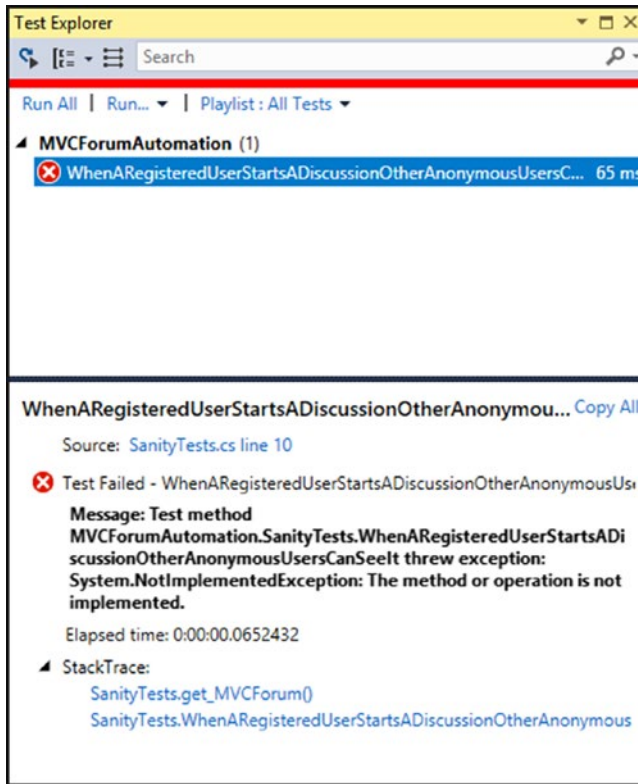 Test Explorer
Search
Run All | Run... | Playlist : All Tests
MVCForumAutomation (1)
WhenARegisteredUserStartsADiscussionOtherAnonymousUsersC... 65 ms
WhenARegisteredUserStartsADiscussionOtherAnonymou... Copy All
Source: SanityTests.cs line 10
Test Failed - WhenARegisteredUserStartsADiscussionOtherAnonymousUse
Message: Test method
MVCForumAutomation.SanityTests.WhenARegisteredUserStartsADi
scussionOtherAnonymousUsersCanSeeIt threw exception:
System.NotImplementedException: The method or operation is not
implemented.
Elapsed time: 0:00:00.0652432
StackTrace:
SanityTests.get_MVCForum()
SanityTests.WhenARegisteredUserStartsADiscussionOtherAnonymous